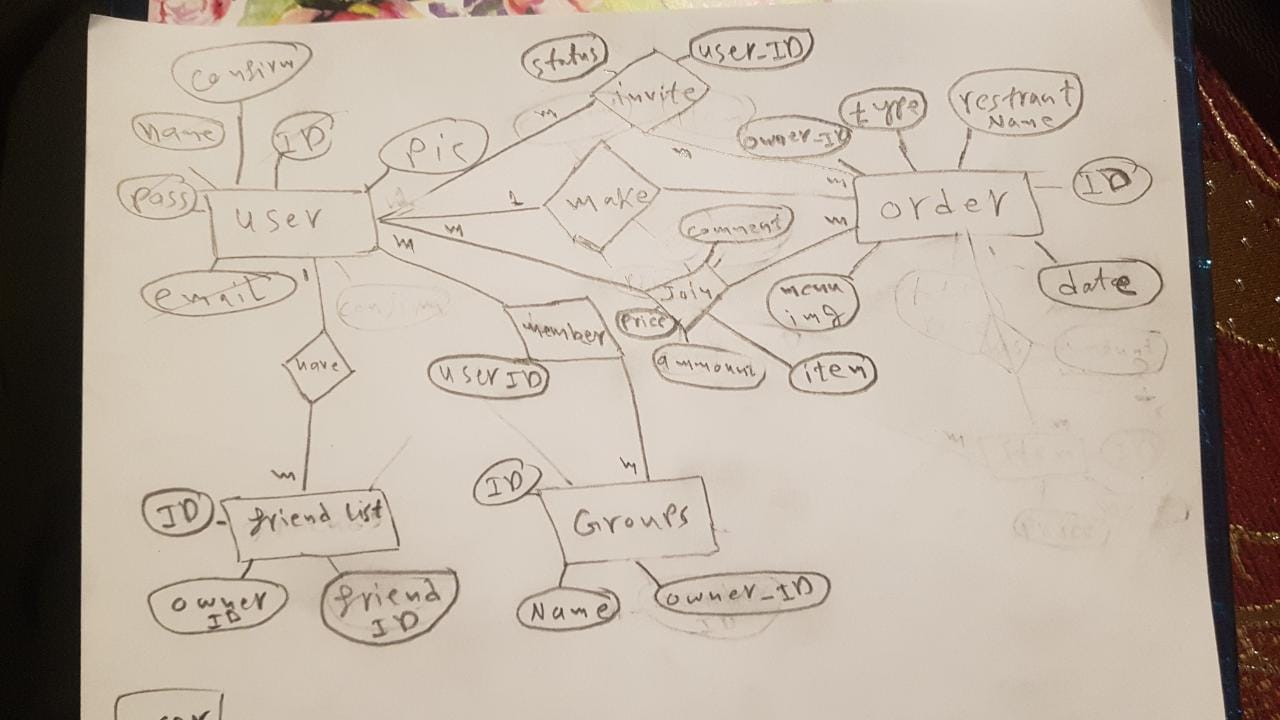 confirm
status
user_ID
invite
name
ID
pic
m
owner_ID
type
restrant
Name
m
pass
user
1
make
m
order
ID
m
m
m
comment
email
1
Join
menu
img
date
member
price
have
user ID
ammount
item
m
m
ID
ID
friend list
Groups
owner
ID
friend
ID
Name
owner_ID